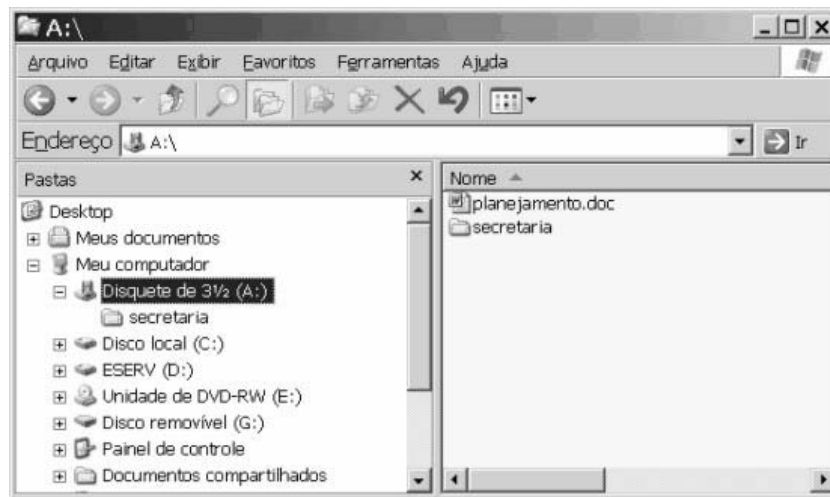 A:\
Arquivo Editar Exibir Favoritos Ferramentas Ajuda
Endereço A:\ Ir
Pastas
Desktop
Meus documentos
Meu computador
Disquete de 3½ (A:)
secretaria
Disco local (C:)
ESERV (D:)
Unidade de DVD-RW (E:)
Disco removível (G:)
Painel de controle
Documentos compartilhados
Nome
planejamento.doc
secretaria